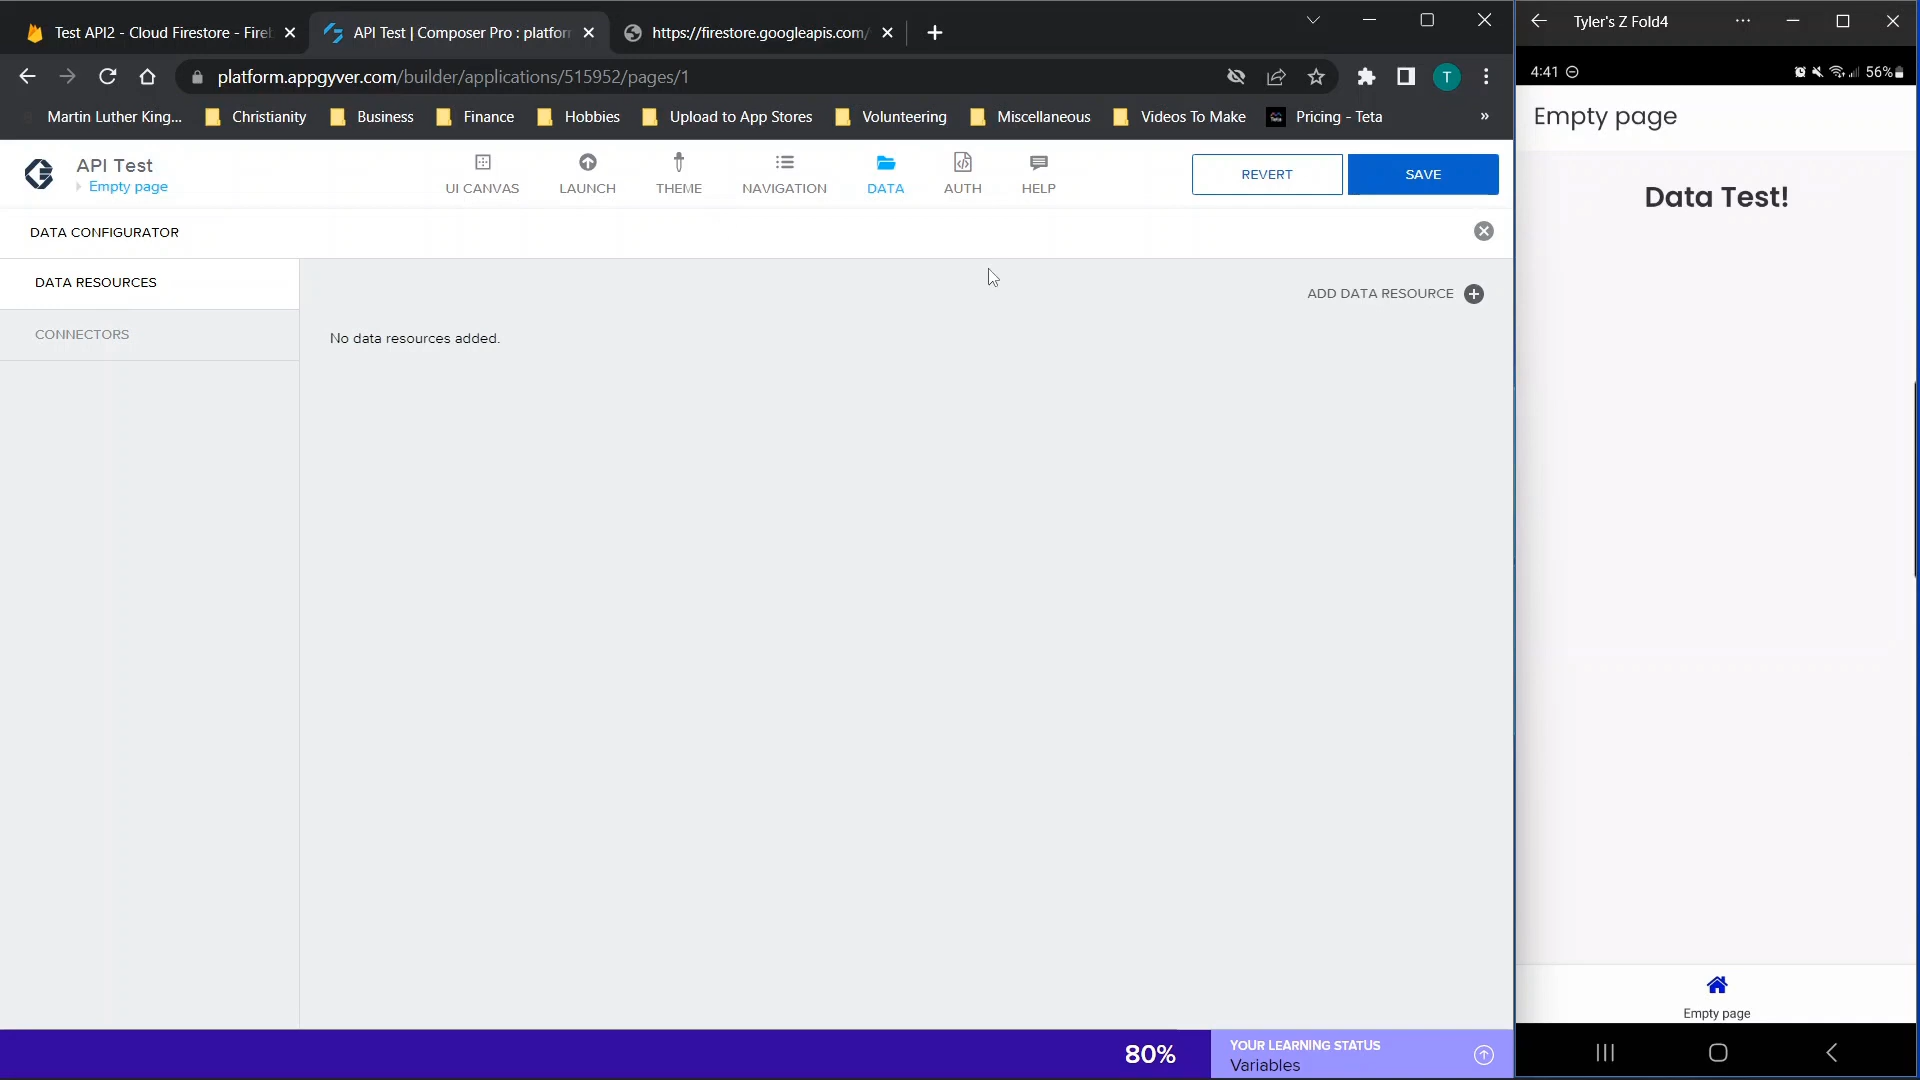 Test API2 - Cloud Firestore - Fire
API Test | Composer Pro : platfor
https://firestore.googleapis.com/
Tyler's Z Fold4
platform.appgyver.com/builder/applications/515952/pages/1
T
4:41
56%
Martin Luther King...
Christianity
Business
Finance
Hobbies
Upload to App Stores
Volunteering
Miscellaneous
Videos To Make
Pricing - Teta
»
Empty page
API Test
Empty page
UI CANVAS
LAUNCH
THEME
NAVIGATION
DATA
AUTH
HELP
REVERT
SAVE
Data Test!
DATA CONFIGURATOR
DATA RESOURCES
ADD DATA RESOURCE
CONNECTORS
No data resources added.
Empty page
80%
YOUR LEARNING STATUS
Variables